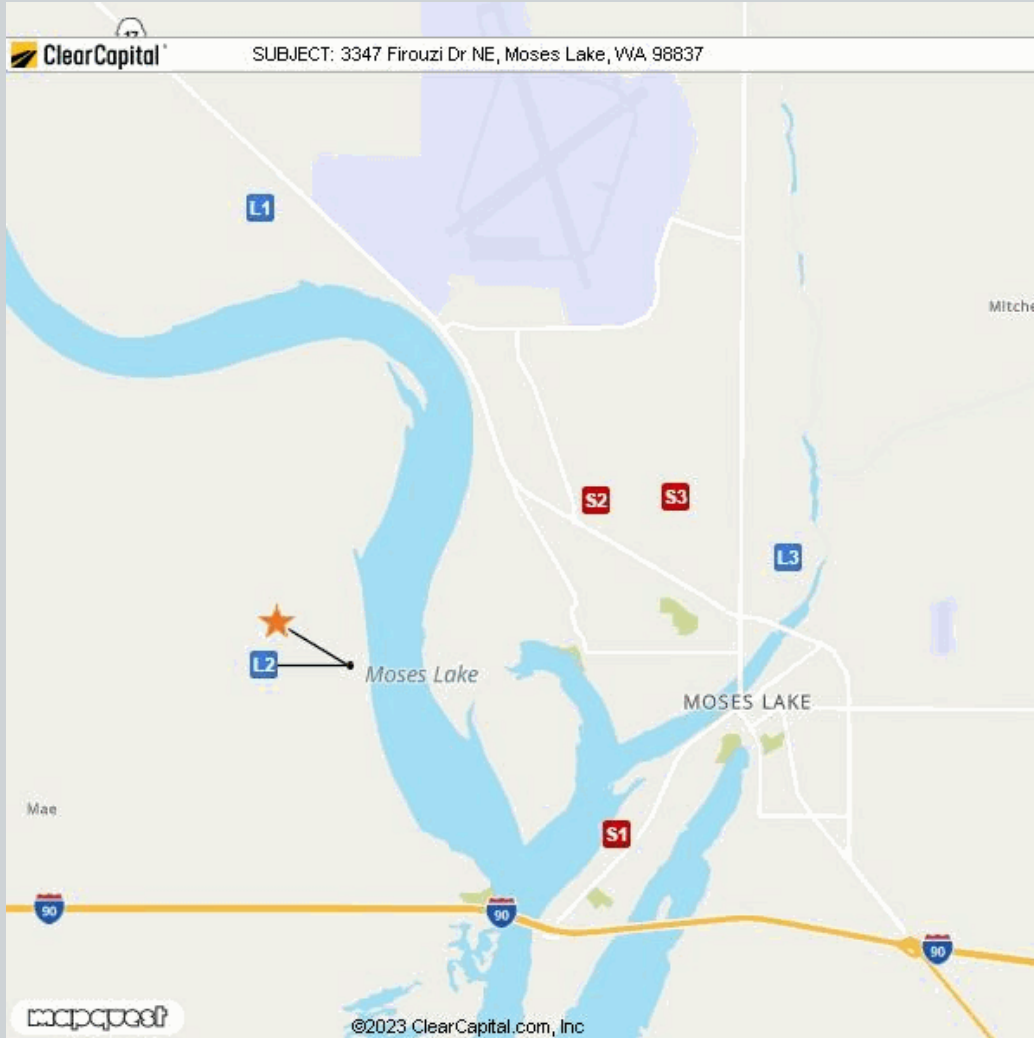 17
ClearCapital
SUBJECT: 3347 Firouzi Dr NE, Moses Lake, WA 98837
L1
Mitche
S2
S3
L3
L2
Moses Lake
MOSES LAKE
Mae
S1
90
90
90
mapquest
©2023 ClearCapital.com, Inc